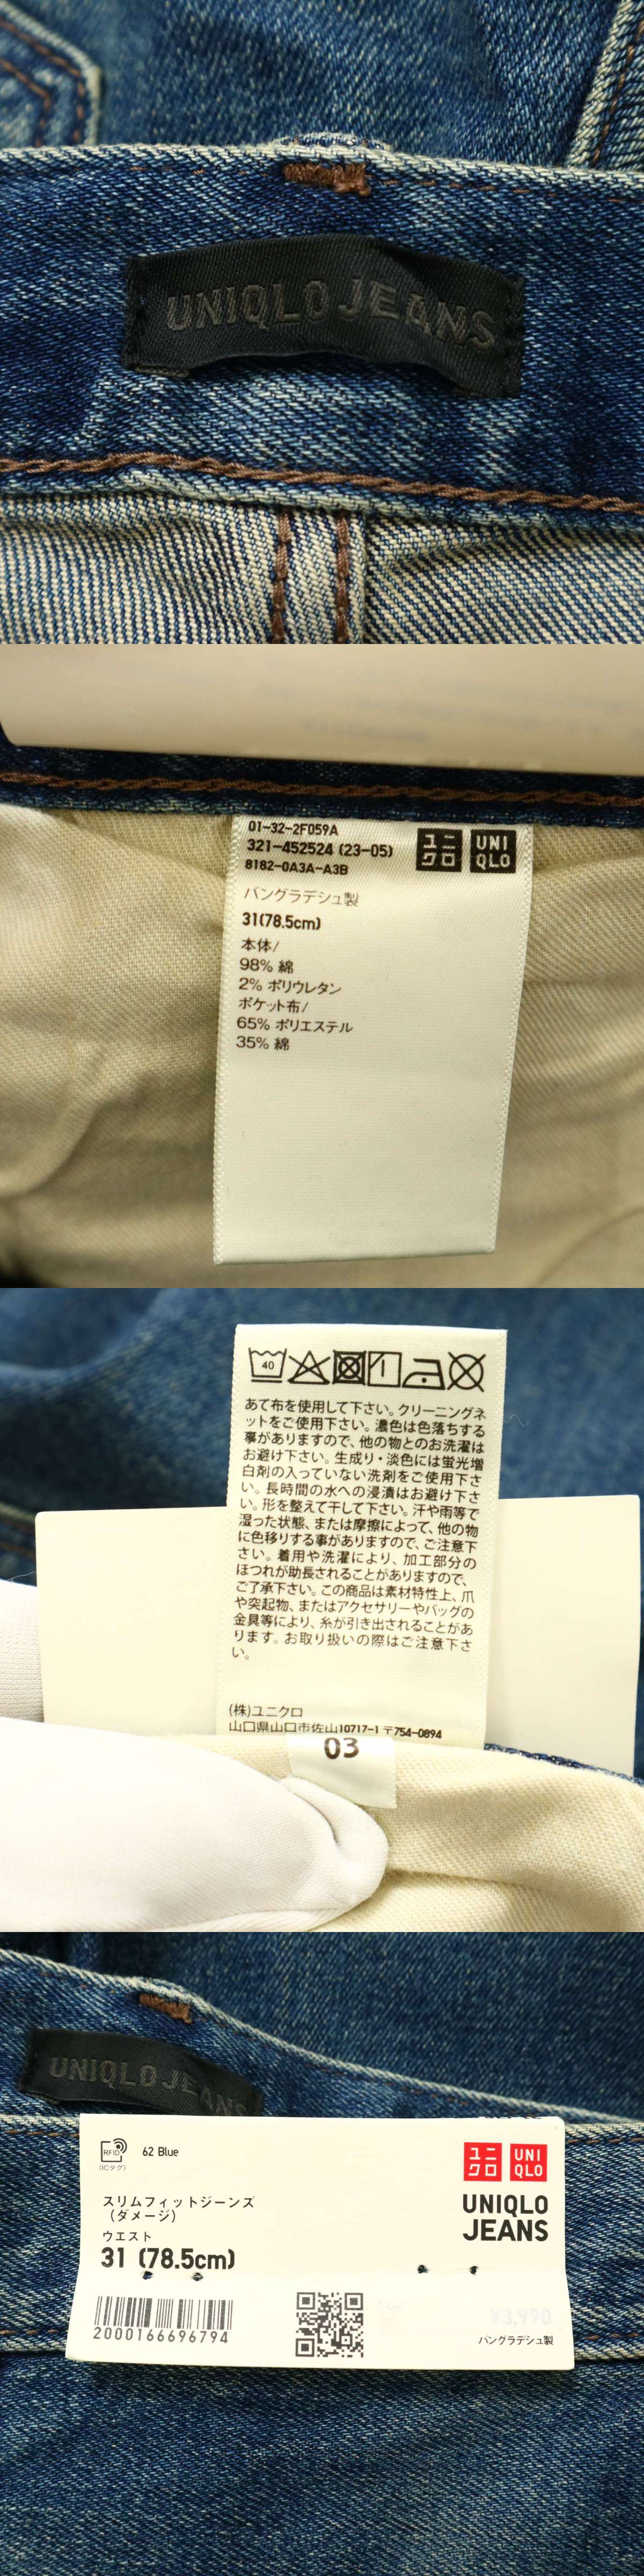 UNIQLO JEANS
01-32-2F059A
321-452524 (23-05)
8182-0A3A-A3B
ユニ
クロ
UNI
QLO
バングラデシュ製
31(78.5cm)
本体/
98% 綿
2% ポリウレタン
ポケット布/
65% ポリエステル
35% 綿
40
あて布を使用して下さい。クリーニングネ
ットをご使用下さい。濃色は色落ちする
事がありますので、他の物とのお洗濯は
お避け下さい。生成り・淡色には蛍光増
白剤の入っていない洗剤をご使用下さ
い。長時間の水への浸漬はお避け下さ
い。形を整えて干して下さい。汗や雨等で
湿った状態、または摩擦によって、他の物
に色移りする事がありますので、ご注意下
さい。着用や洗濯により、加工部分の
ほつれが助長されることがありますので、
ご了承下さい。この商品は素材特性上、爪
や突起物、またはアクセサリーやバッグの
金具等により、糸が引き出されることがあ
ります。お取り扱いの際はご注意下さ
い。
(株)ユニクロ
山口県山口市佐山10717-1 〒754-0894
03
UNIQLO JEANS
RFID
(ICタグ)
62 Blue
ユニ
クロ
UNI
QLO
UNIQLO
JEANS
スリムフィットジーンズ
(ダメージ)
ウエスト
31 (78.5cm)
2000166696794
¥3,990
バングラデシュ製